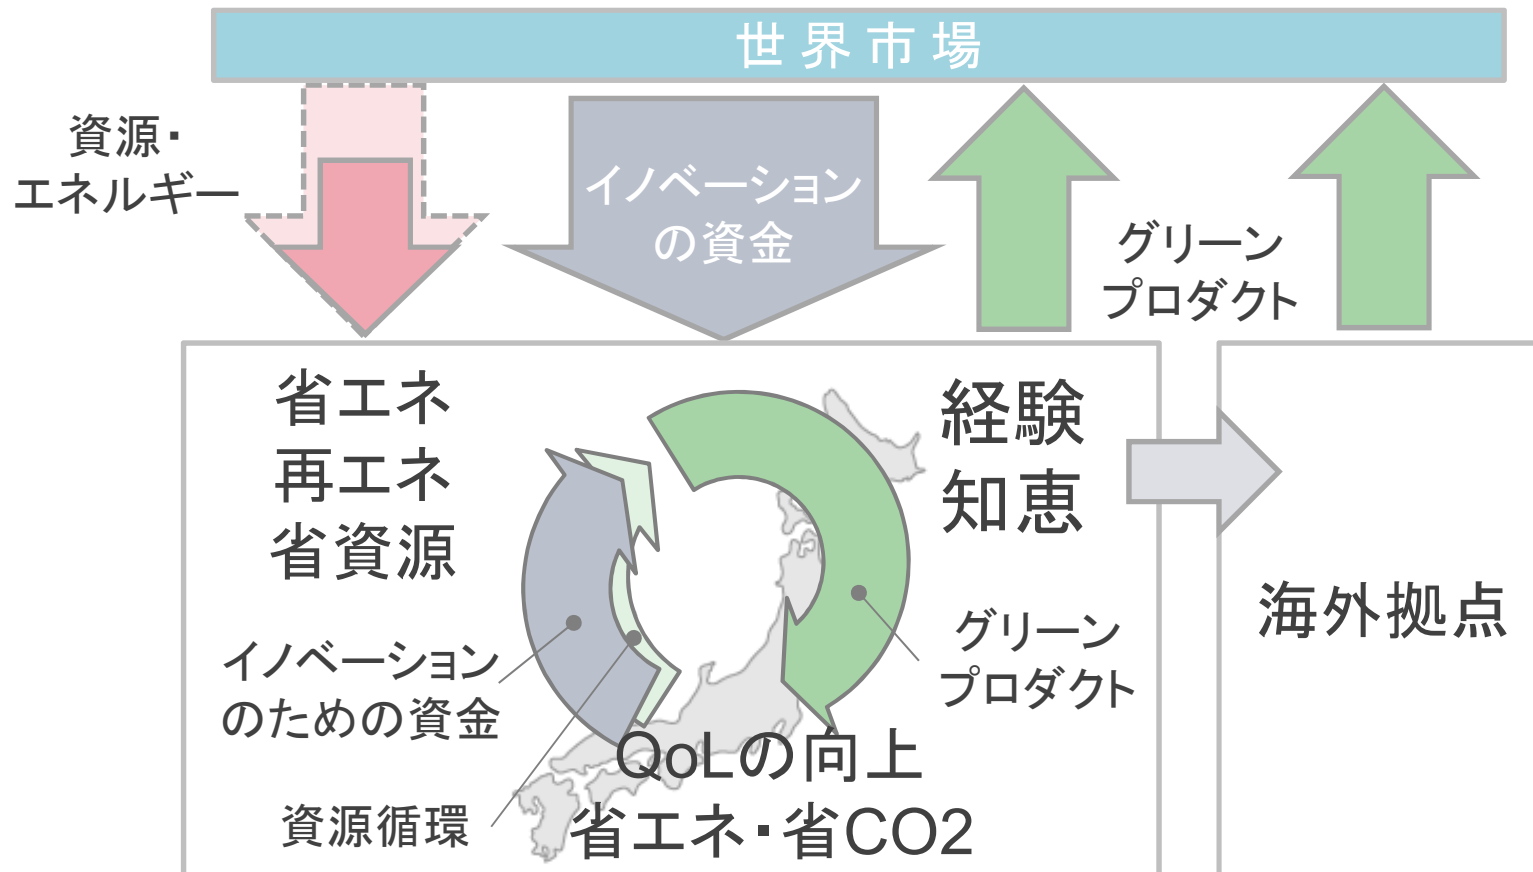 世界市場
資源・
エネルギー
イノベーション
の資金
グリーン
プロダクト
省エネ
再エネ
省資源
経験
知恵
海外拠点
イノベーション
のための資金
グリーン
プロダクト
資源循環
QoLの向上
省エネ・省CO2